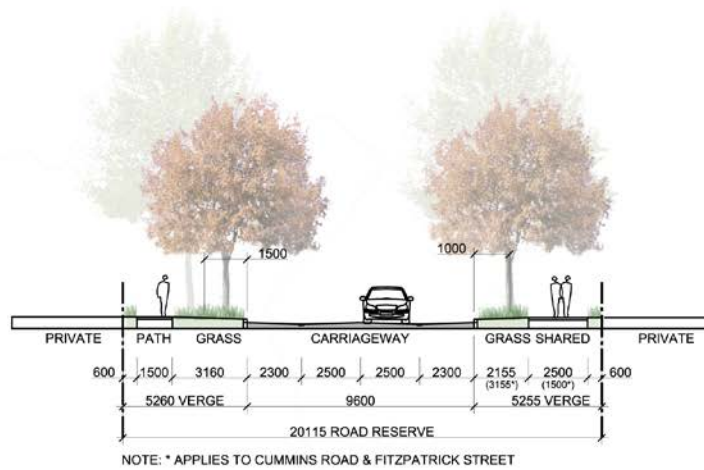 1500
1000
PRIVATE PATH GRASS CARRIAGEWAY GRASS SHARED PRIVATE
600 1500 3160 2300 2500 2500 2300 2155 2500 600
(3155*) (1500*)
5260 VERGE 9600 5255 VERGE
20115 ROAD RESERVE
NOTE: * APPLIES TO CUMMINS ROAD & FITZPATRICK STREET